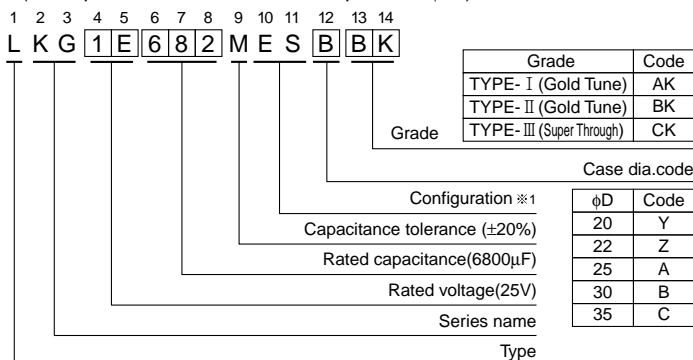 1 2 3 4 5 6 7 8 9 10 11 12 13 14
L K G 1 E 6 8 2 M E S B B K
Grade Code
TYPE-Ⅰ (Gold Tune) AK
TYPE-Ⅱ (Gold Tune) BK
TYPE-Ⅲ (Super Through) CK
Grade
Case dia.code
Configuration ※1
Capacitance tolerance (±20%)
Rated capacitance(6800μF)
Rated voltage(25V)
Series name
Type
ϕD Code
20 Y
22 Z
25 A
30 B
35 C